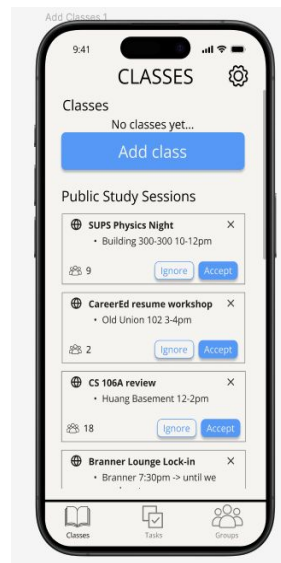 Add Classes 1
9:41
CLASSES
Classes
No classes yet...
Add class
Public Study Sessions
SUPS Physics Night
• Building 300-300 10-12pm
9
Ignore
Accept
CareerEd resume workshop
• Old Union 102 3-4pm
2
Ignore
Accept
CS 106A review
• Huang Basement 12-2pm
18
Ignore
Accept
Branner Lounge Lock-in
• Branner 7:30pm -> until we
Classes
Tasks
Groups